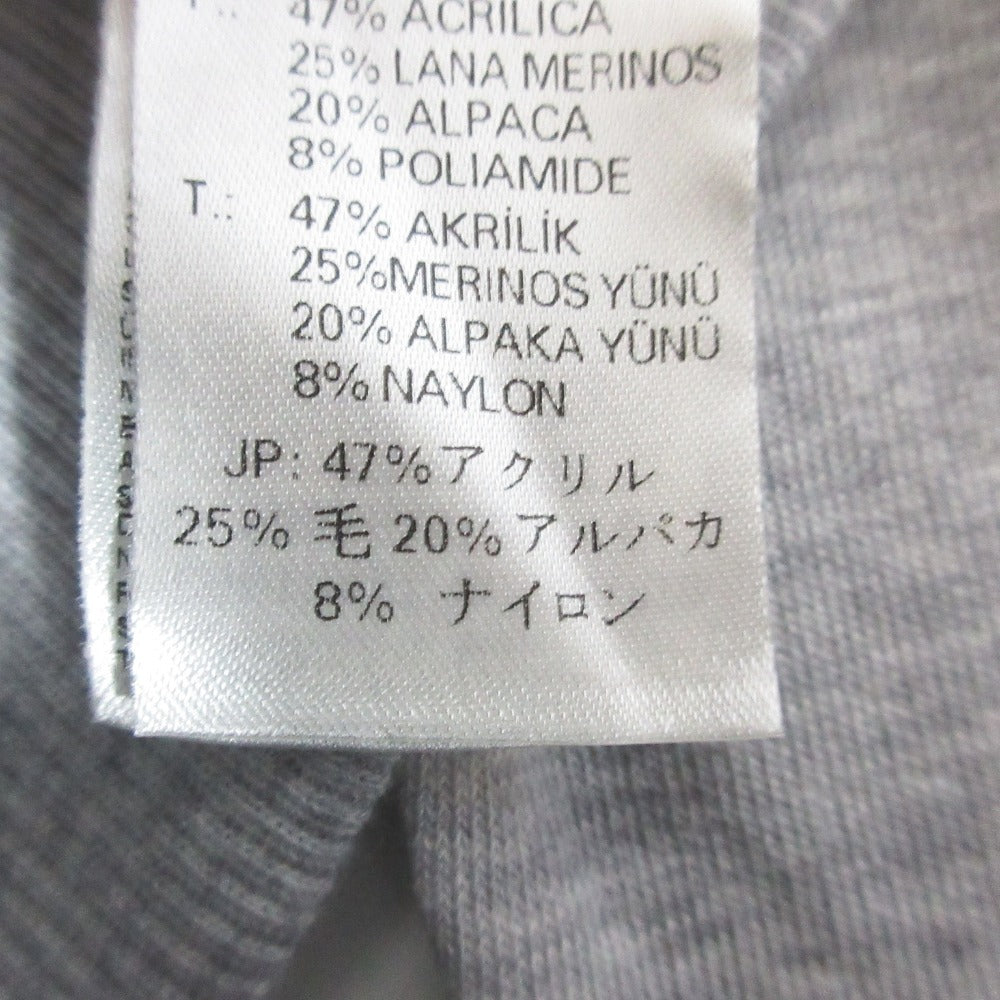 47% ACRILICA
25% LANA MERINOS
20% ALPACA
8% POLIAMIDE
T.: 47% AKRİLİK
25%MERINOS YÜNÜ
20% ALPAKA YÜNÜ
8% NAYLON
JP: 47%アクリル
25% 毛 20%アルパカ
8% ナイロン